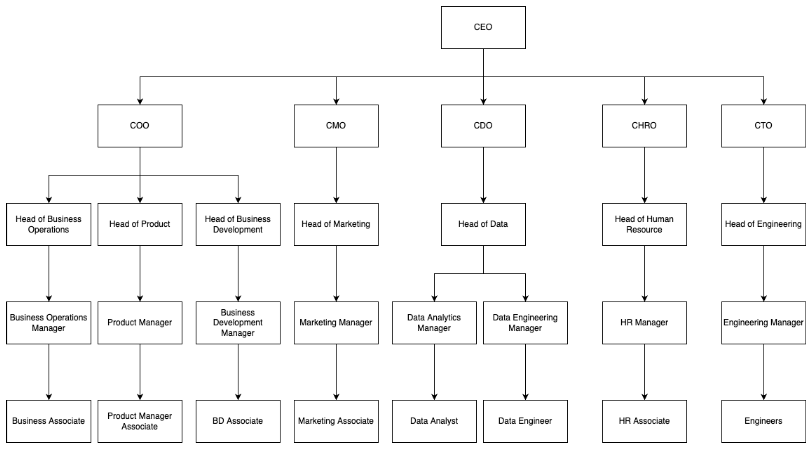 CEO
COO
CMO
CDO
CHRO
CTO
Head of Business
Operations
Head of Product
Head of Business
Development
Head of Marketing
Head of Data
Head of Human
Resource
Head of Engineering
Business Operations
Manager
Product Manager
Business
Development
Manager
Marketing Manager
Data Analytics
Manager
Data Engineering
Manager
HR Manager
Engineering Manager
Business Associate
Product Manager
Associate
BD Associate
Marketing Associate
Data Analyst
Data Engineer
HR Associate
Engineers